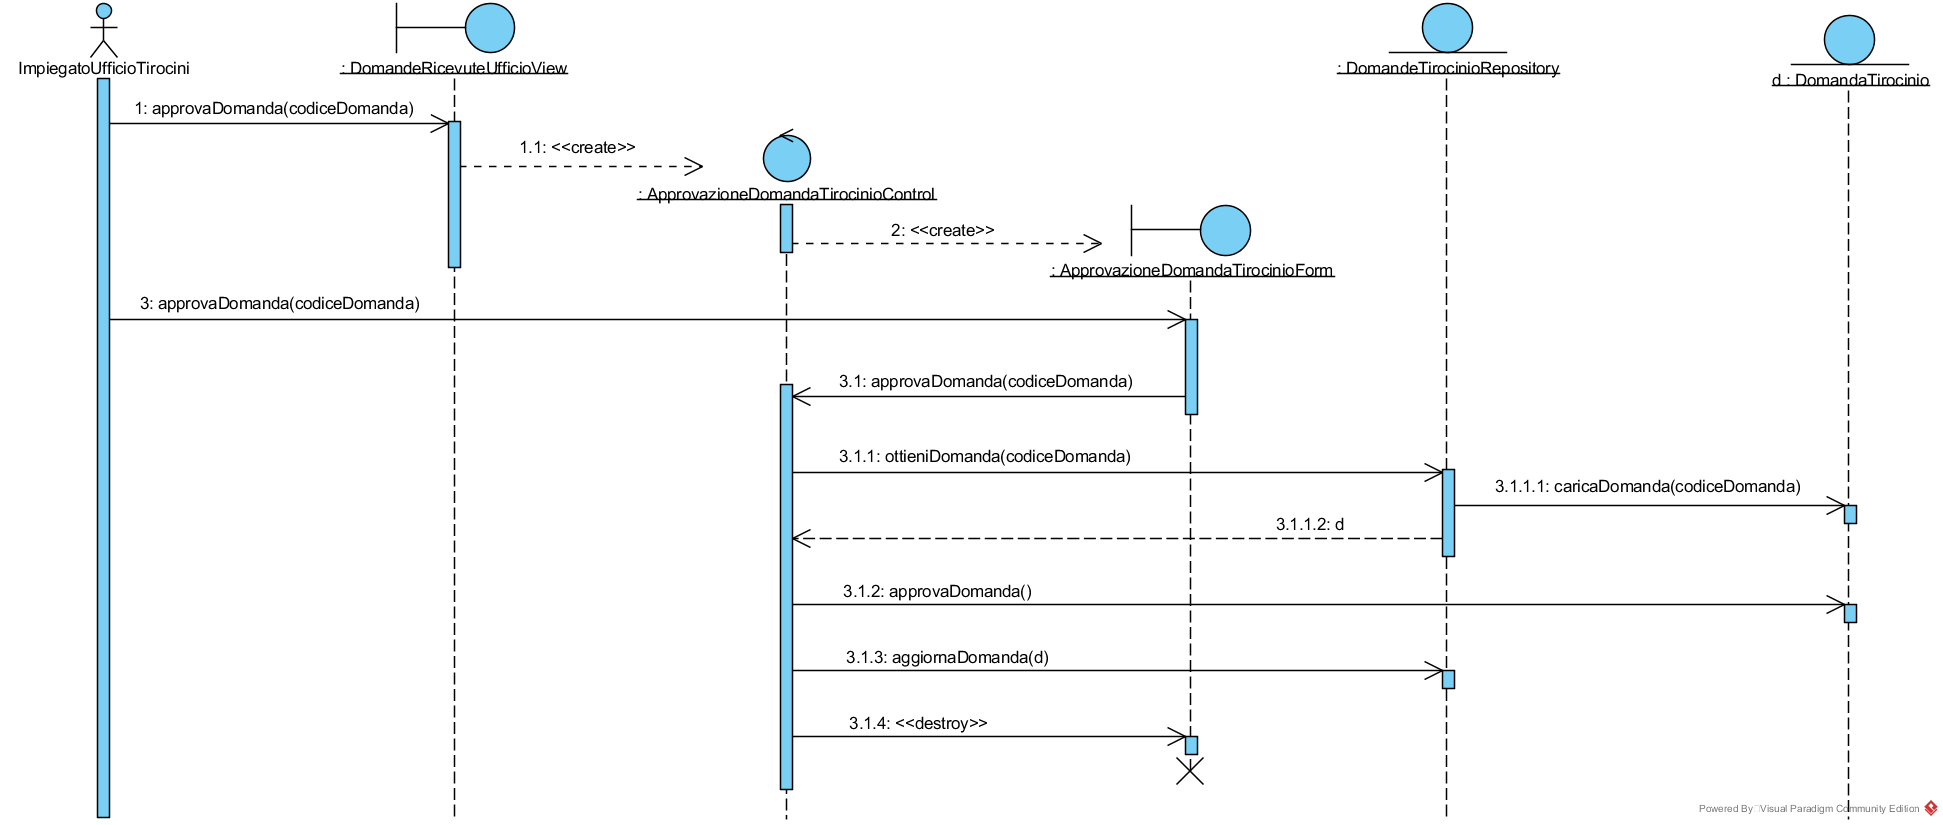 ImpiegatoUfficioTirocini
: DomandeRicevuteUfficioView
: DomandeTirocinioRepository
d : DomandaTirocinio
1: approvaDomanda(codiceDomanda)
1.1: <<create>>
: ApprovazioneDomandaTirocinioControl
2: <<create>>
: ApprovazioneDomandaTirocinioForm
3: approvaDomanda(codiceDomanda)
3.1: approvaDomanda(codiceDomanda)
3.1.1: ottieniDomanda(codiceDomanda)
3.1.1.1: caricaDomanda(codiceDomanda)
3.1.1.2: d
3.1.2: approvaDomanda()
3.1.3: aggiornaDomanda(d)
3.1.4: <<destroy>>
Powered By Visual Paradigm Community Edition